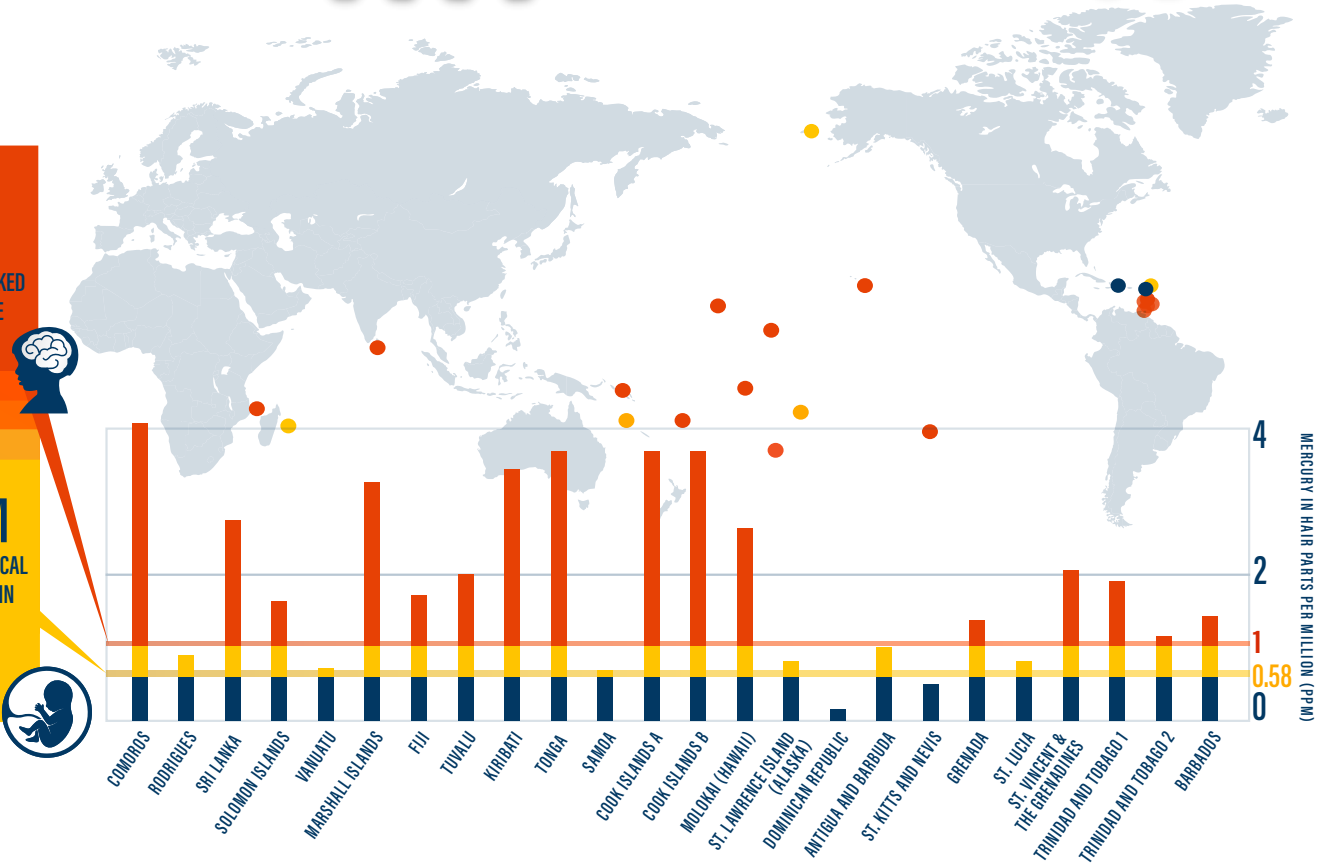 KED
E
1
CAL
IN
4
2
1
0.58
0
MERCURY IN HAIR PARTS PER MILLION (PPM)
COMOROS
RODRIGUES
SRI LANKA
SOLOMON ISLANDS
VANUATU
MARSHALL ISLANDS
FIJI
TUVALU
KIRIBATI
TONGA
SAMOA
COOK ISLANDS A
COOK ISLANDS B
MOLOKAI (HAWAII)
ST. LAWRENCE ISLAND
(ALASKA)
DOMINICAN REPUBLIC
ANTIGUA AND BARBUDA
ST. KITTS AND NEVIS
GRENADA
ST. LUCIA
ST. VINCENT &
THE GRENADINES
TRINIDAD AND TOBAGO 1
TRINIDAD AND TOBAGO 2
BARBADOS